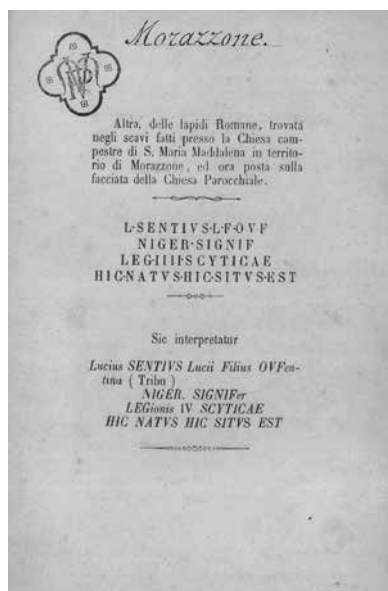 Morazzone.
Altra, delle lapidi Romane, trovata
negli scavi fatti presso la Chiesa cam-
pestre di S. Maria Maddalena in territo-
rio di Morazzone, ed ora posta sulla
facciata della Chiesa Parocchiale.
L·SENTIVS·L·F·OVF
NIGER·SIGNIF
LEG·IIII·SCYTICAE
HIC·NATVS·HIC·SITVS·EST
Sic interpretatur
Lucius SENTIVS Lucii Filius OVFen-
tina ( Tribu )
NIGER. SIGNIFer
LEGionis IV SCYTICAE
HIC NATVS HIC SITVS EST